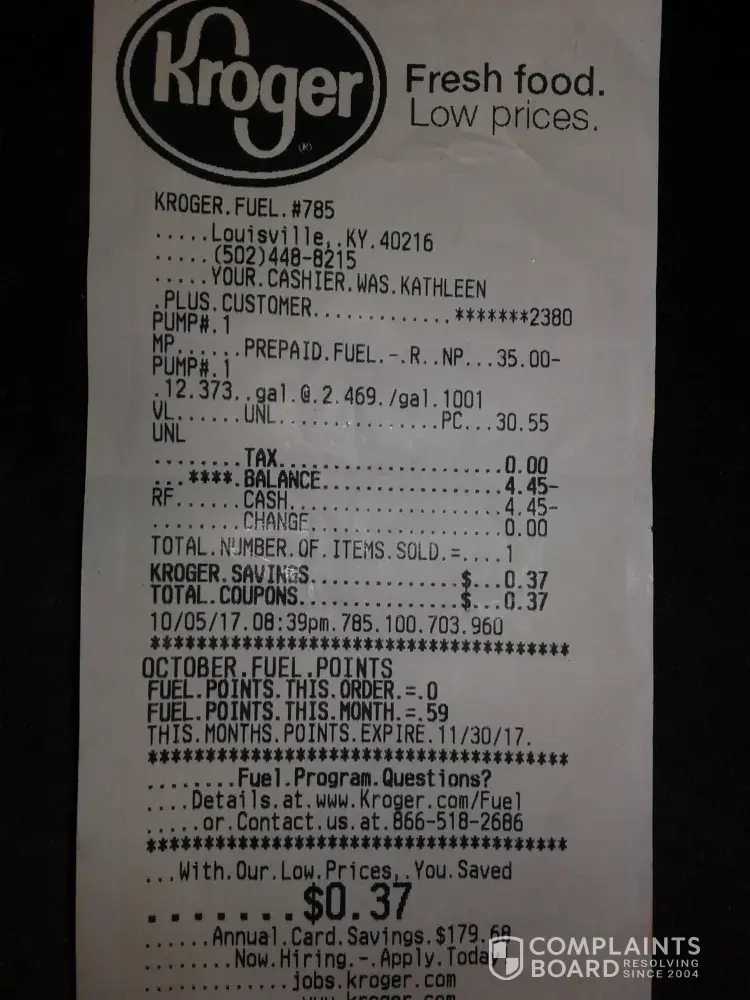 Kroger
(R)
Fresh food.
Low prices.
KROGER.FUEL.#785
.....Louisville,.KY.40216
.....(502)448-8215
.....YOUR.CASHIER.WAS.KATHLEEN
.PLUS.CUSTOMER.............*******2380
PUMP#.1
MP.......PREPAID.FUEL.-.R..NP...35.00-
PUMP#.1
.12.373..gal.@.2.469./gal.1001
VL.......UNL.................PC...30.55
UNL
.........TAX.......................0.00
...****.BALANCE...................4.45-
RF.......CASH.....................4.45-
.........CHANGE....................0.00
TOTAL.NUMBER.OF.ITEMS.SOLD.=....1
KROGER.SAVINGS...............$...0.37
TOTAL.COUPONS................$...0.37
10/05/17.08:39pm.785.100.703.960
****************************************
OCTOBER.FUEL.POINTS
FUEL.POINTS.THIS.ORDER.=.0
FUEL.POINTS.THIS.MONTH.=.59
THIS.MONTHS.POINTS.EXPIRE.11/30/17.
****************************************
........Fuel.Program.Questions?
....Details.at.www.Kroger.com/Fuel
.....or.Contact.us.at.866-518-2686
****************************************
...With.Our.Low.Prices,.You.Saved
.......$0.37
......Annual.Card.Savings.$179.68
........Now.Hiring.-.Apply.Today
.............jobs.kroger.com
www.kroger.com
COMPLAINTS
BOARD RESOLVING SINCE 2004